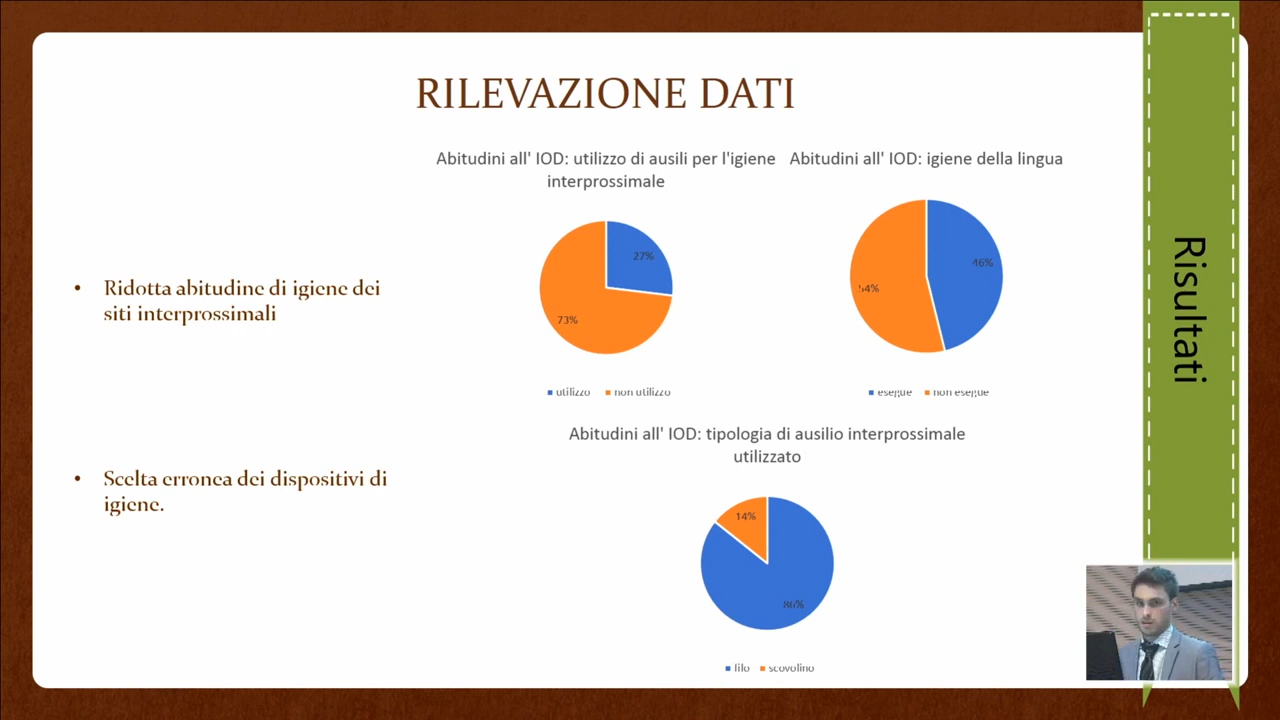 RILEVAZIONE DATI
Abitudini all' IOD: utilizzo di ausili per l'igiene
interprossimale
27%
73%
utilizzo
non utilizzo
Abitudini all' IOD: igiene della lingua
46%
54%
esegue
non esegue
Ridotta abitudine di igiene dei
siti interprossimali
Scelta erronea dei dispositivi di
igiene.
Abitudini all' IOD: tipologia di ausilio interprossimale
utilizzato
14%
86%
filo
scovolino
Risultati